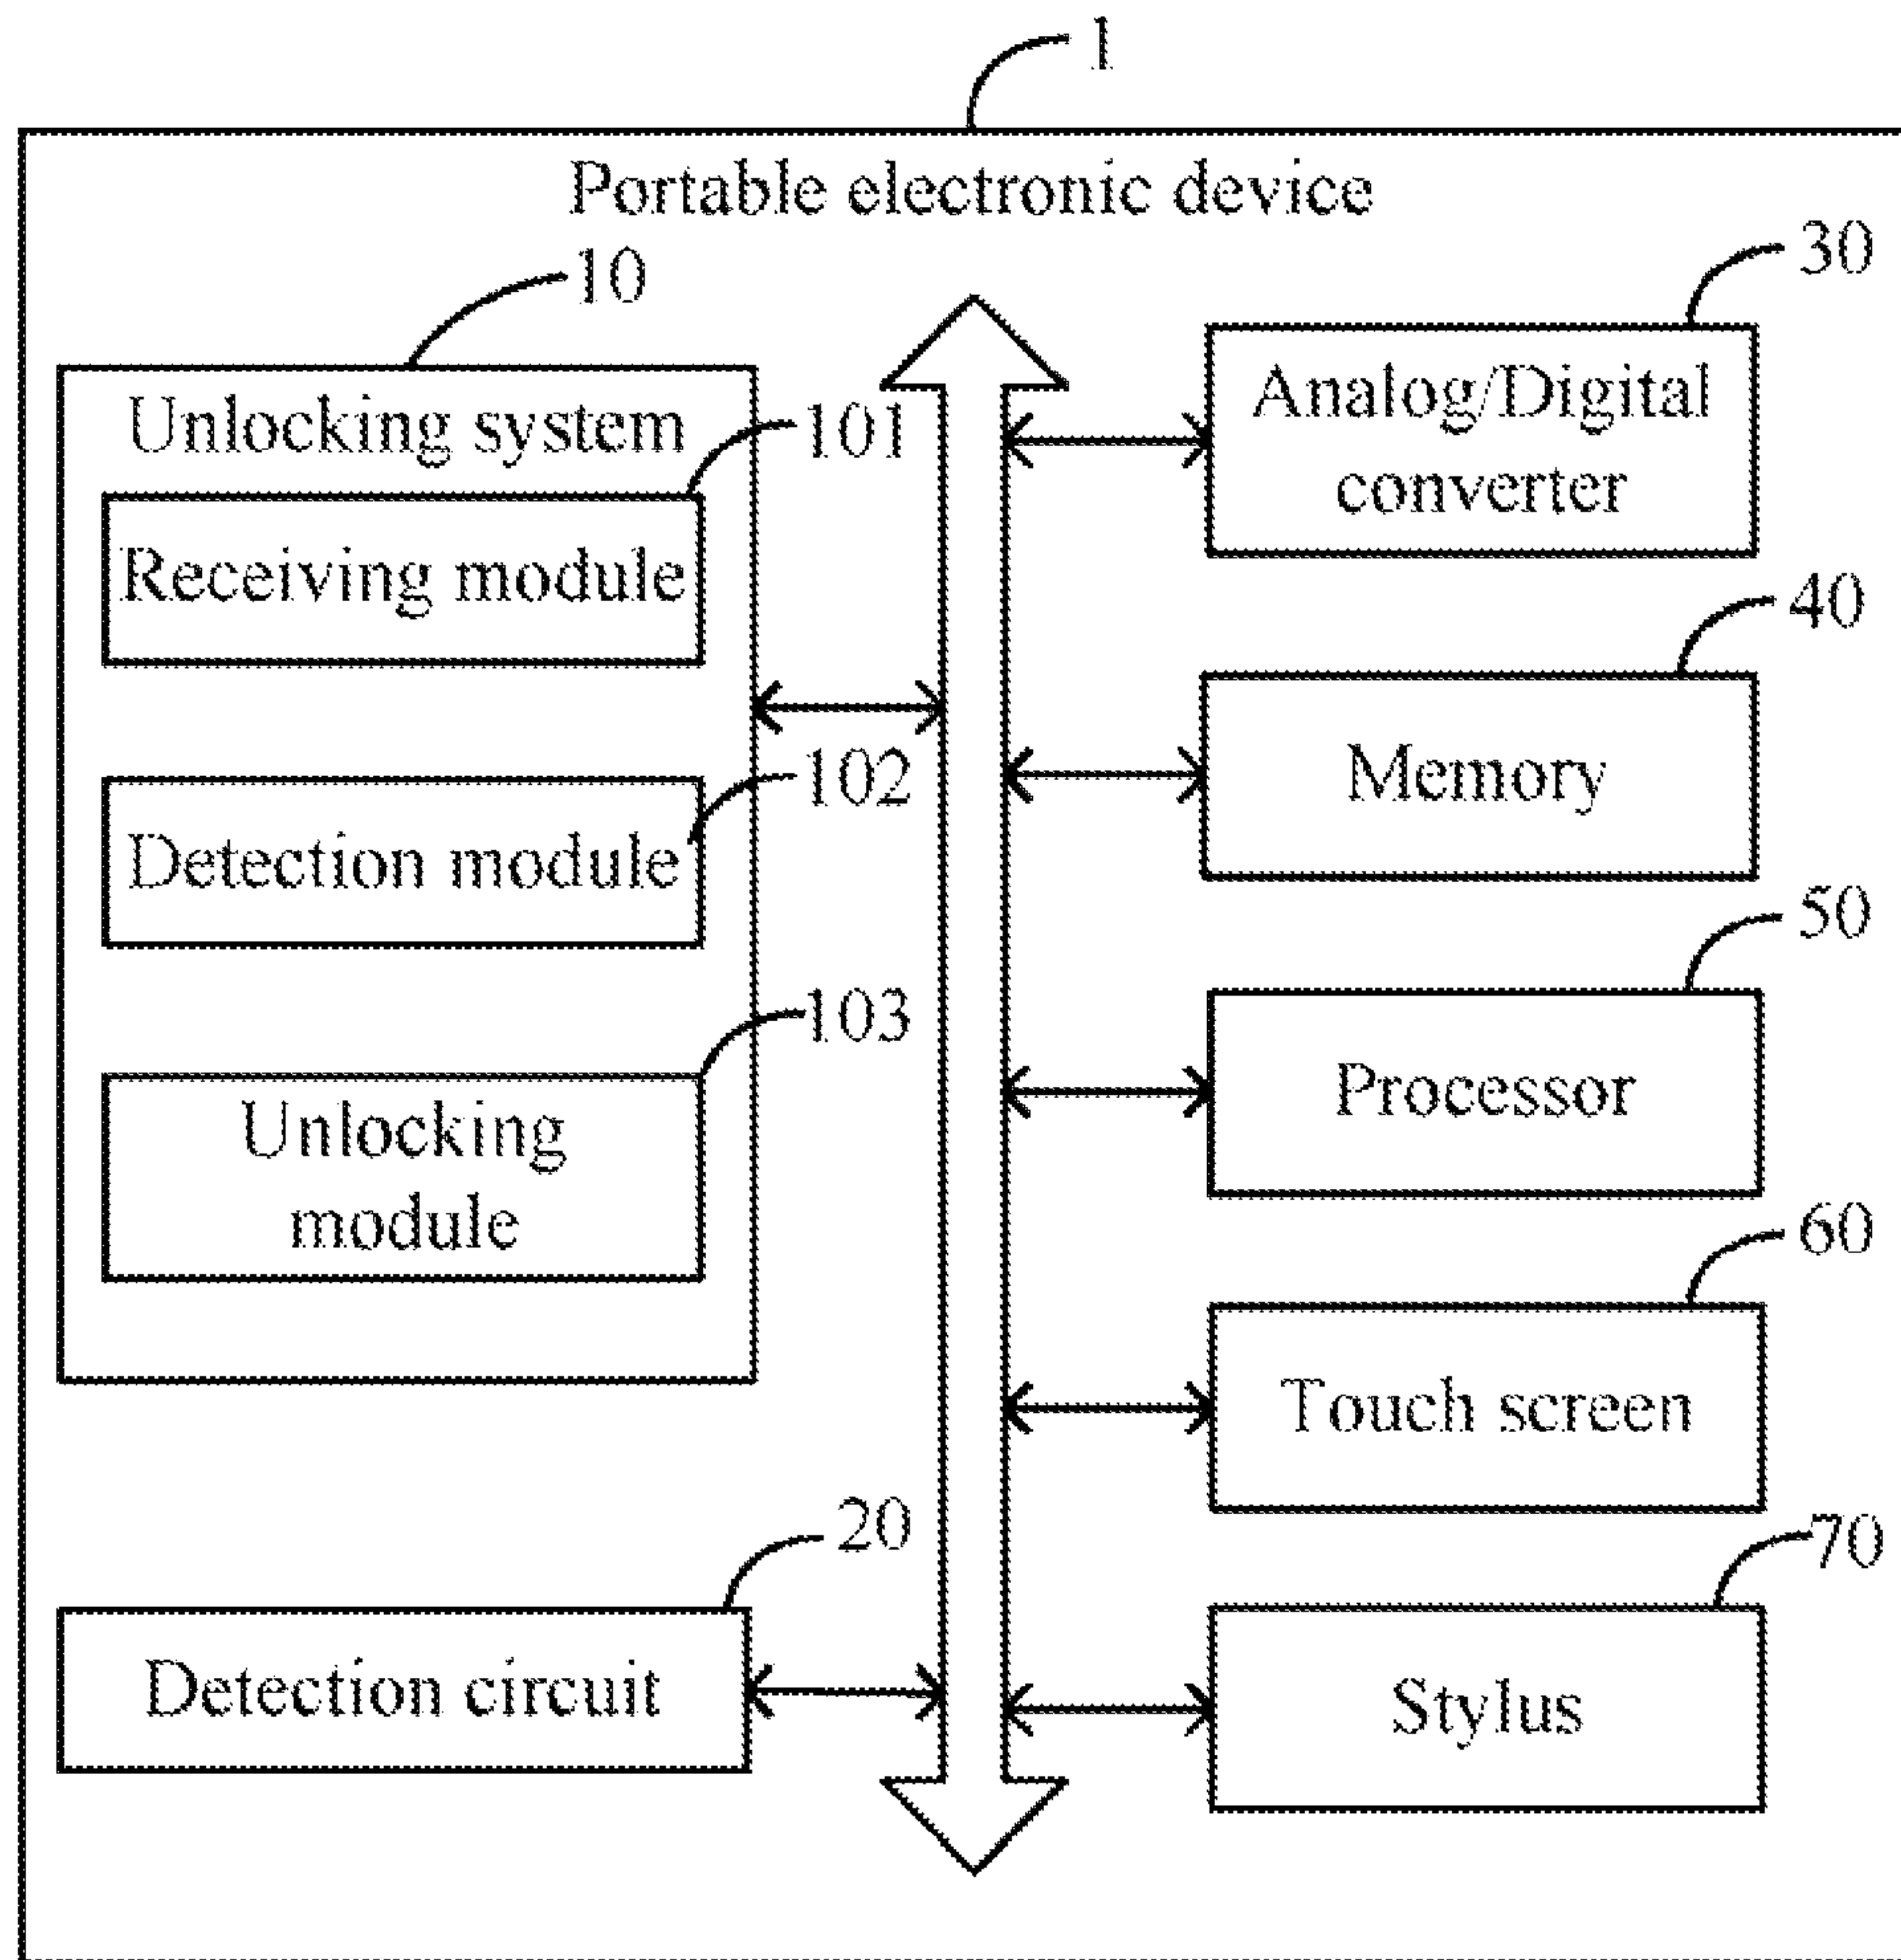 1
Portable electronic device
10
Unlocking system
101
Receiving module
102
Detection module
103
Unlocking
module
20
Detection circuit
30
Analog/Digital
converter
40
Memory
50
Processor
60
Touch screen
70
Stylus